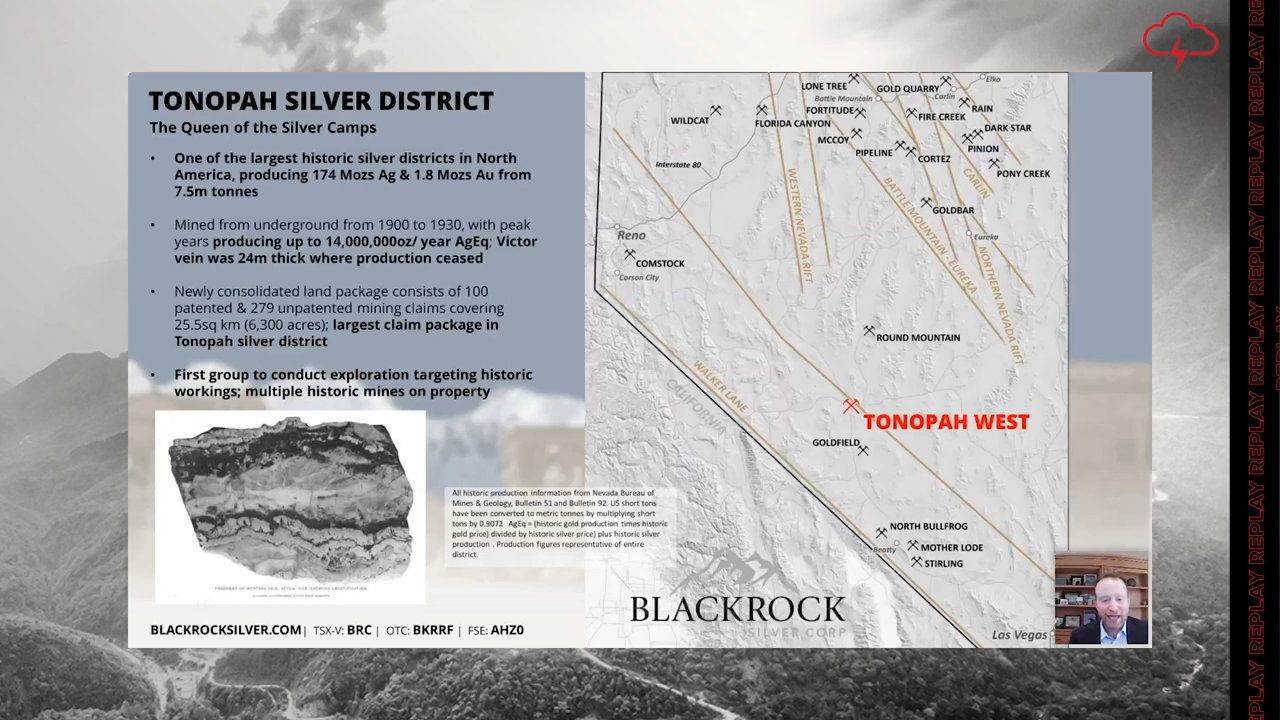 TONOPAH SILVER DISTRICT
The Queen of the Silver Camps
• One of the largest historic silver districts in North
America, producing 174 Mozs Ag & 1.8 Mozs Au from
7.5m tonnes
• Mined from underground from 1900 to 1930, with peak
years producing up to 14,000,000oz/ year AgEq; Victor
vein was 24m thick where production ceased
• Newly consolidated land package consists of 100
patented & 279 unpatented mining claims covering
25.5sq km (6,300 acres); largest claim package in
Tonopah silver district
• First group to conduct exploration targeting historic
workings; multiple historic mines on property
All historic production information from Nevada Bureau of
Mines & Geology, Bulletin 51 and Bulletin 92. US short tons
have been converted to metric tonnes by multiplying short
tons by 0.9072 AgEq = (historic gold production times historic
gold price) divided by historic silver price) plus historic silver
production . Production figures representative of entire
district.
BLACKROCKSILVER.COM | TSX-V: BRC | OTC: BKRRF | FSE: AHZ0
LONE TREE
GOLD QUARRY
Elko
Battle Mountain
Carlin
WILDCAT
FLORIDA CANYON
FORTITUDE
RAIN
FIRE CREEK
MCCOY
DARK STAR
PIPELINE
CORTEZ
PINION
Interstate 80
PONY CREEK
WESTERN NEVADA RIFT
BATTLE MOUNTAIN - EUREKA
CARLIN
GOLDBAR
Reno
Eureka
NORTHERN NEVADA RIFT
COMSTOCK
Carson City
ROUND MOUNTAIN
WALKER LANE
CALIFORNIA
TONOPAH WEST
GOLDFIELD
NORTH BULLFROG
Beatty
MOTHER LODE
STIRLING
Las Vegas
BLACKROCK
SILVER CORP
REPLAY REPLAY REPLAY REPLAY REPLAY REPLAY REPLAY REPLAY
REPLAY